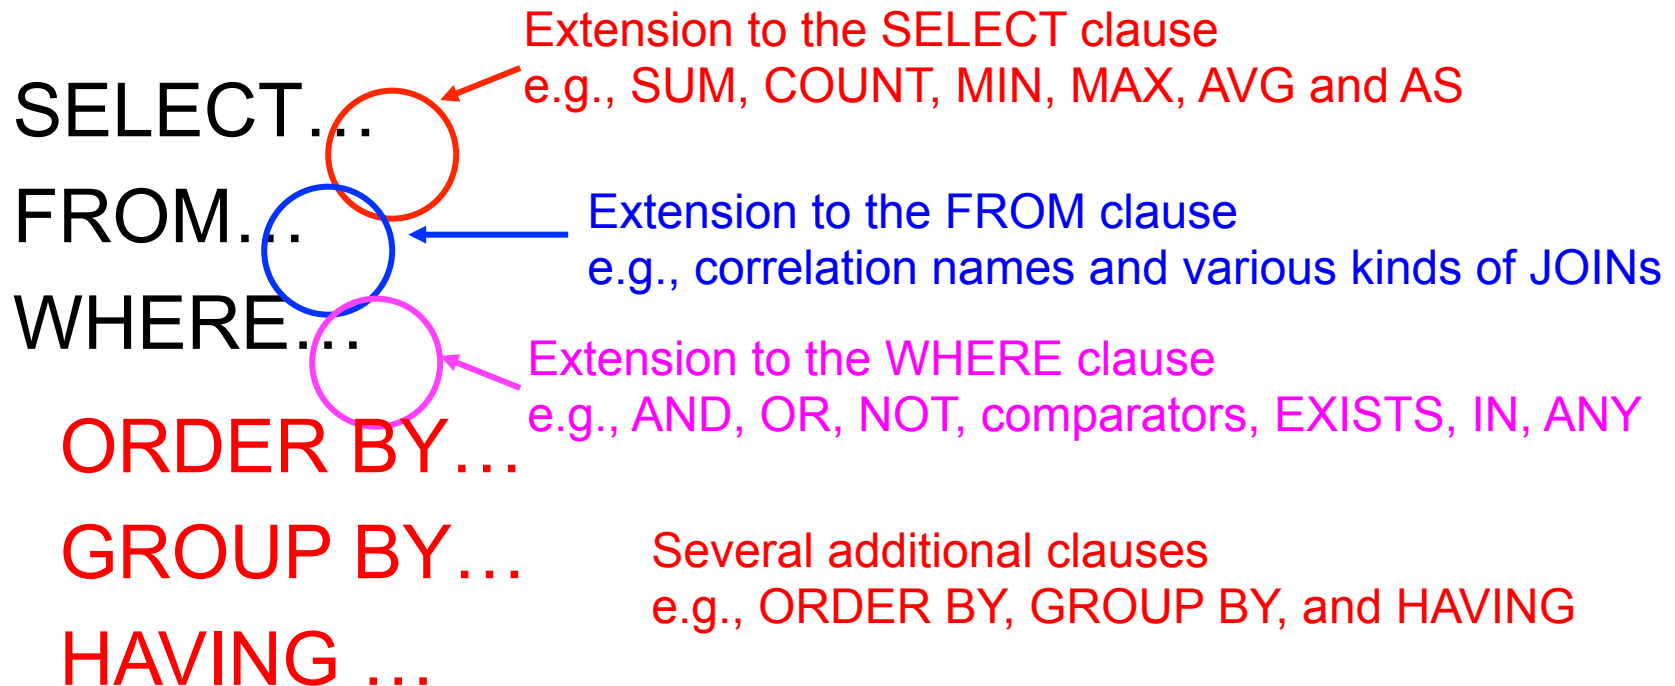 SELECT…
Extension to the SELECT clause
e.g., SUM, COUNT, MIN, MAX, AVG and AS
FROM…
Extension to the FROM clause
e.g., correlation names and various kinds of JOINs
WHERE…
Extension to the WHERE clause
e.g., AND, OR, NOT, comparators, EXISTS, IN, ANY
ORDER BY…
GROUP BY…
HAVING …
Several additional clauses
e.g., ORDER BY, GROUP BY, and HAVING